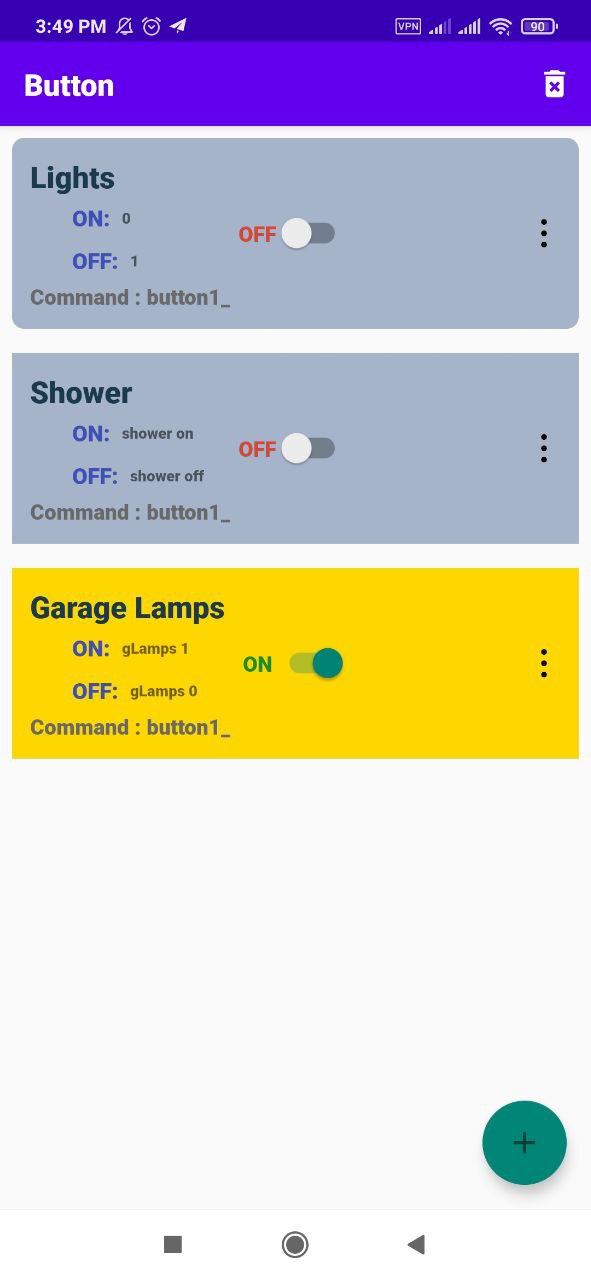 3:49 PM VPN 90
Button
Lights
ON: 0
OFF
OFF: 1
Command : button1_
Shower
ON: shower on
OFF
OFF: shower off
Command : button1_
Garage Lamps
ON: gLamps 1
ON
OFF: gLamps 0
Command : button1_